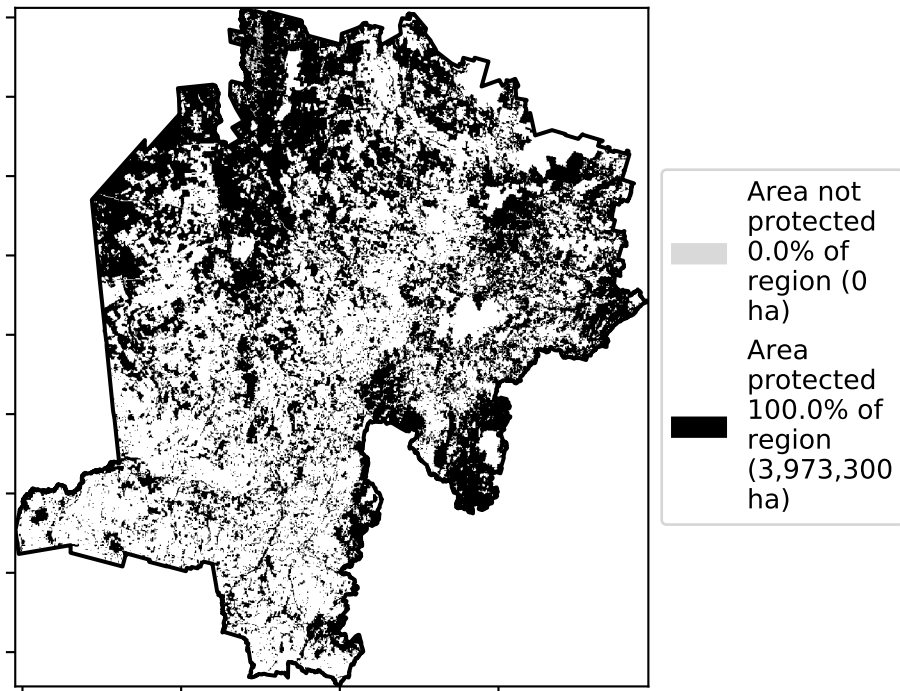 Area not
protected
0.0% of
region (0
ha)
Area
protected
100.0% of
region
(3,973,300
ha)